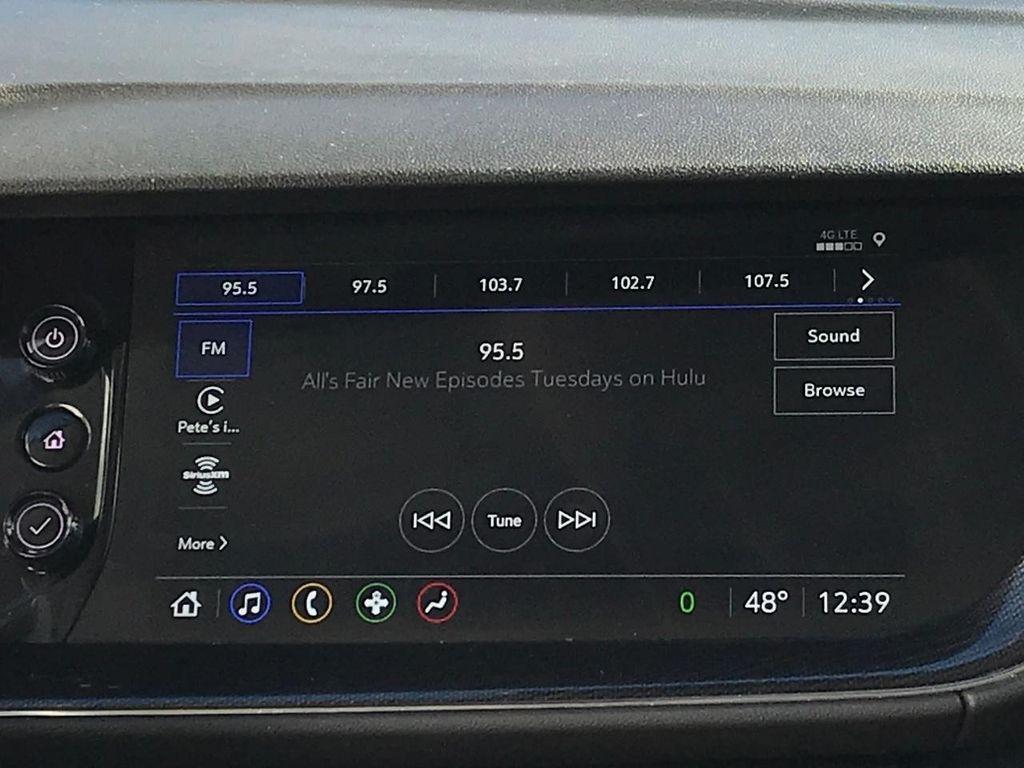 4G LTE
95.5 97.5 103.7 102.7 107.5
FM
95.5
All's Fair New Episodes Tuesdays on Hulu
Sound
Browse
Pete's i...
SiriusXM
Tune
More
0 48° 12:39